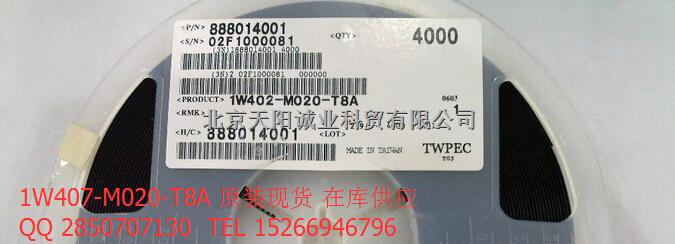 <P/N> 888014001
<S/N> 02F1000081 <QTY> 4000
(3N)1888014001 4000
(3N)2 02F1000081 000000
<PRODUCT> 1W402-M020-T8A 0603
<RMK> 1
北京天阳诚业科贸有限公司
<H/C> 888014001 <LOT>
MADE IN TAIWAN TWPEC
T03
1W407-M020-T8A 原装现货 在库供应
QQ 2850707130 TEL 15266946796